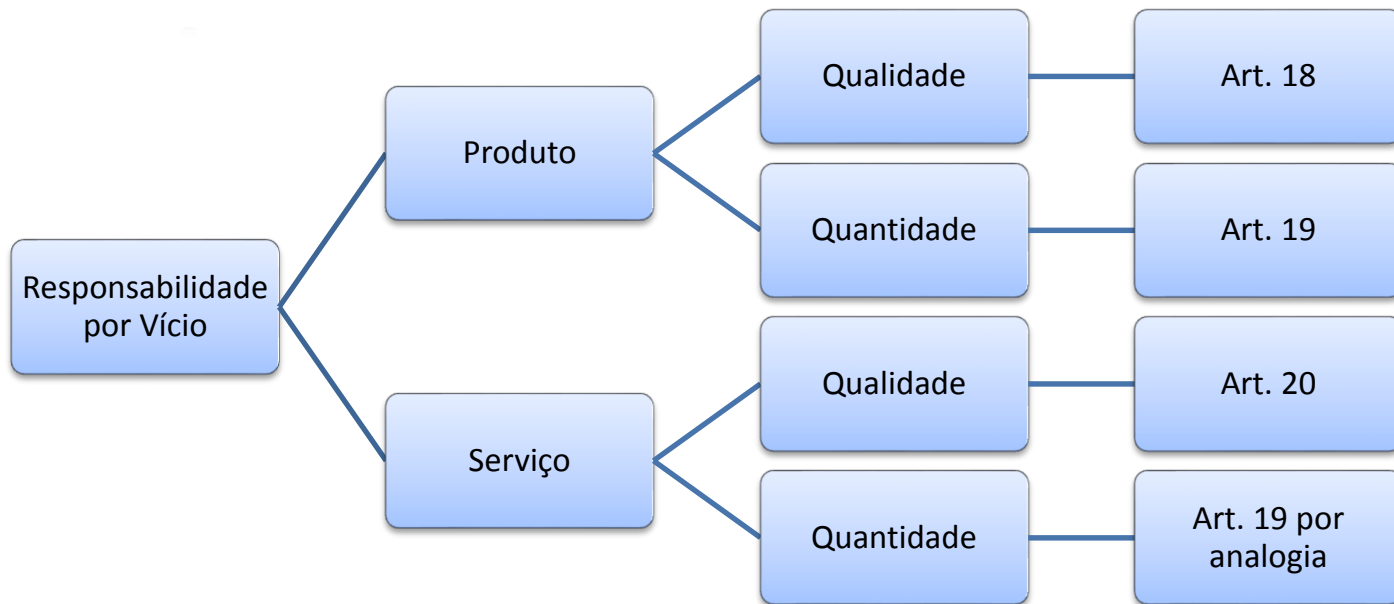 Responsabilidade
por Vício
Produto
Qualidade
Art. 18
Quantidade
Art. 19
Serviço
Qualidade
Art. 20
Quantidade
Art. 19 por
analogia